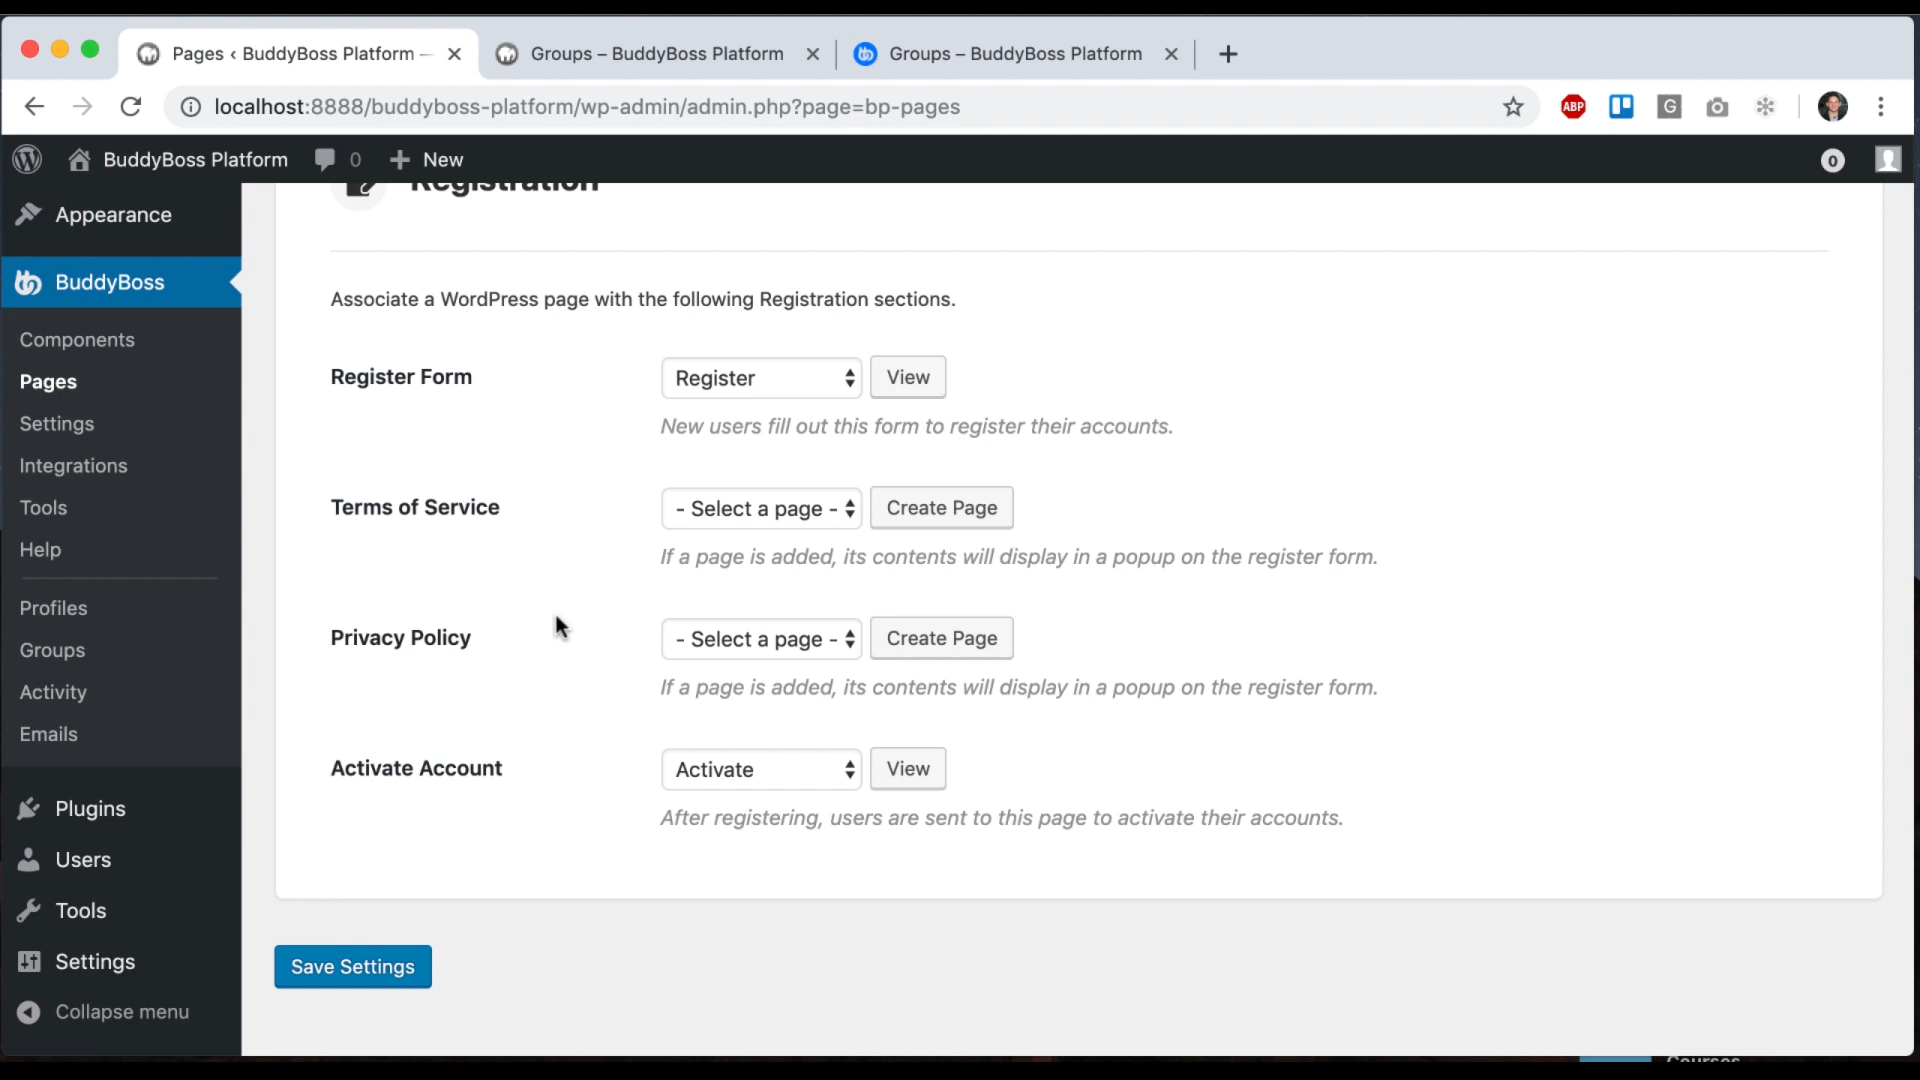 Pages ‹ BuddyBoss Platform —
Groups – BuddyBoss Platform
Groups – BuddyBoss Platform
localhost:8888/buddyboss-platform/wp-admin/admin.php?page=bp-pages
ABP
G
BuddyBoss Platform
0
New
0
Registration
Appearance
BuddyBoss
Components
Pages
Settings
Integrations
Tools
Help
Profiles
Groups
Activity
Emails
Plugins
Users
Tools
Settings
Collapse menu
Associate a WordPress page with the following Registration sections.
Register Form
Register
View
New users fill out this form to register their accounts.
Terms of Service
- Select a page -
Create Page
If a page is added, its contents will display in a popup on the register form.
Privacy Policy
- Select a page -
Create Page
If a page is added, its contents will display in a popup on the register form.
Activate Account
Activate
View
After registering, users are sent to this page to activate their accounts.
Save Settings
Courses